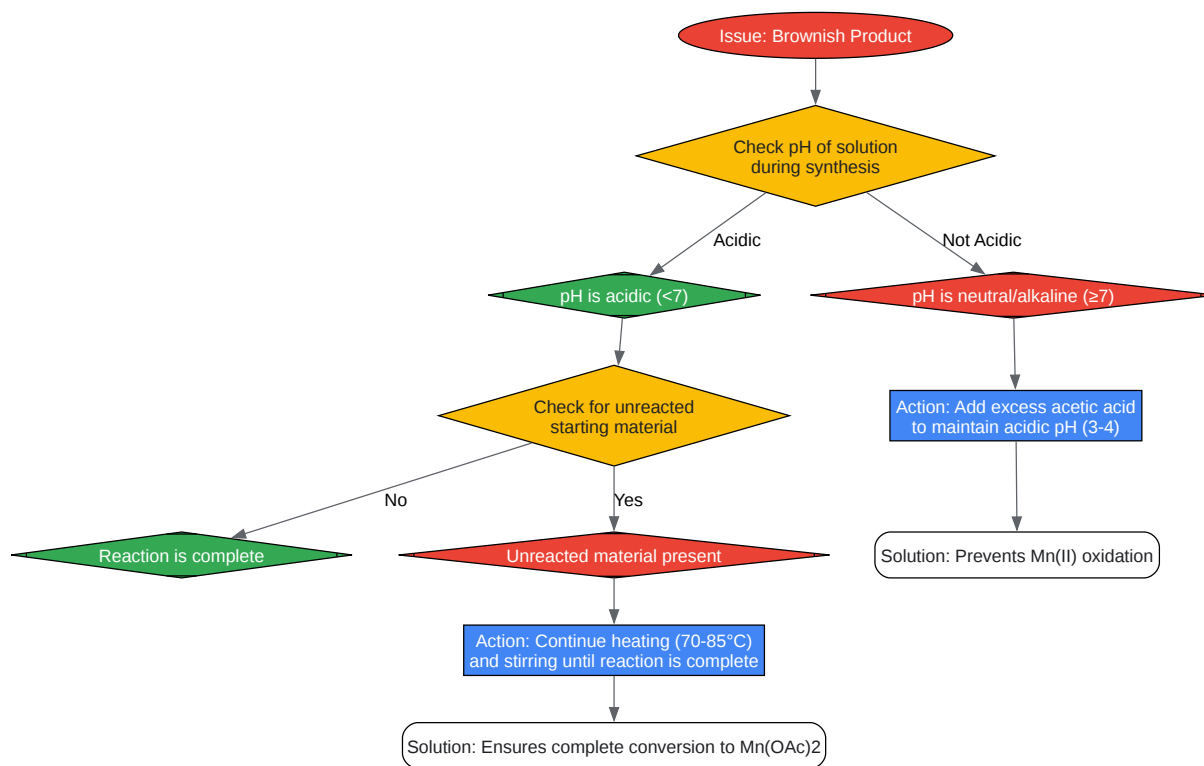 Issue: Brownish Product
Check pH of solution
during synthesis
Acidic
Not Acidic
pH is acidic (<7)
pH is neutral/alkaline (≥7)
Check for unreacted
starting material
Action: Add excess acetic acid
to maintain acidic pH (3-4)
No
Yes
Reaction is complete
Unreacted material present
Solution: Prevents Mn(II) oxidation
Action: Continue heating (70-85°C)
and stirring until reaction is complete
Solution: Ensures complete conversion to Mn(OAc)2